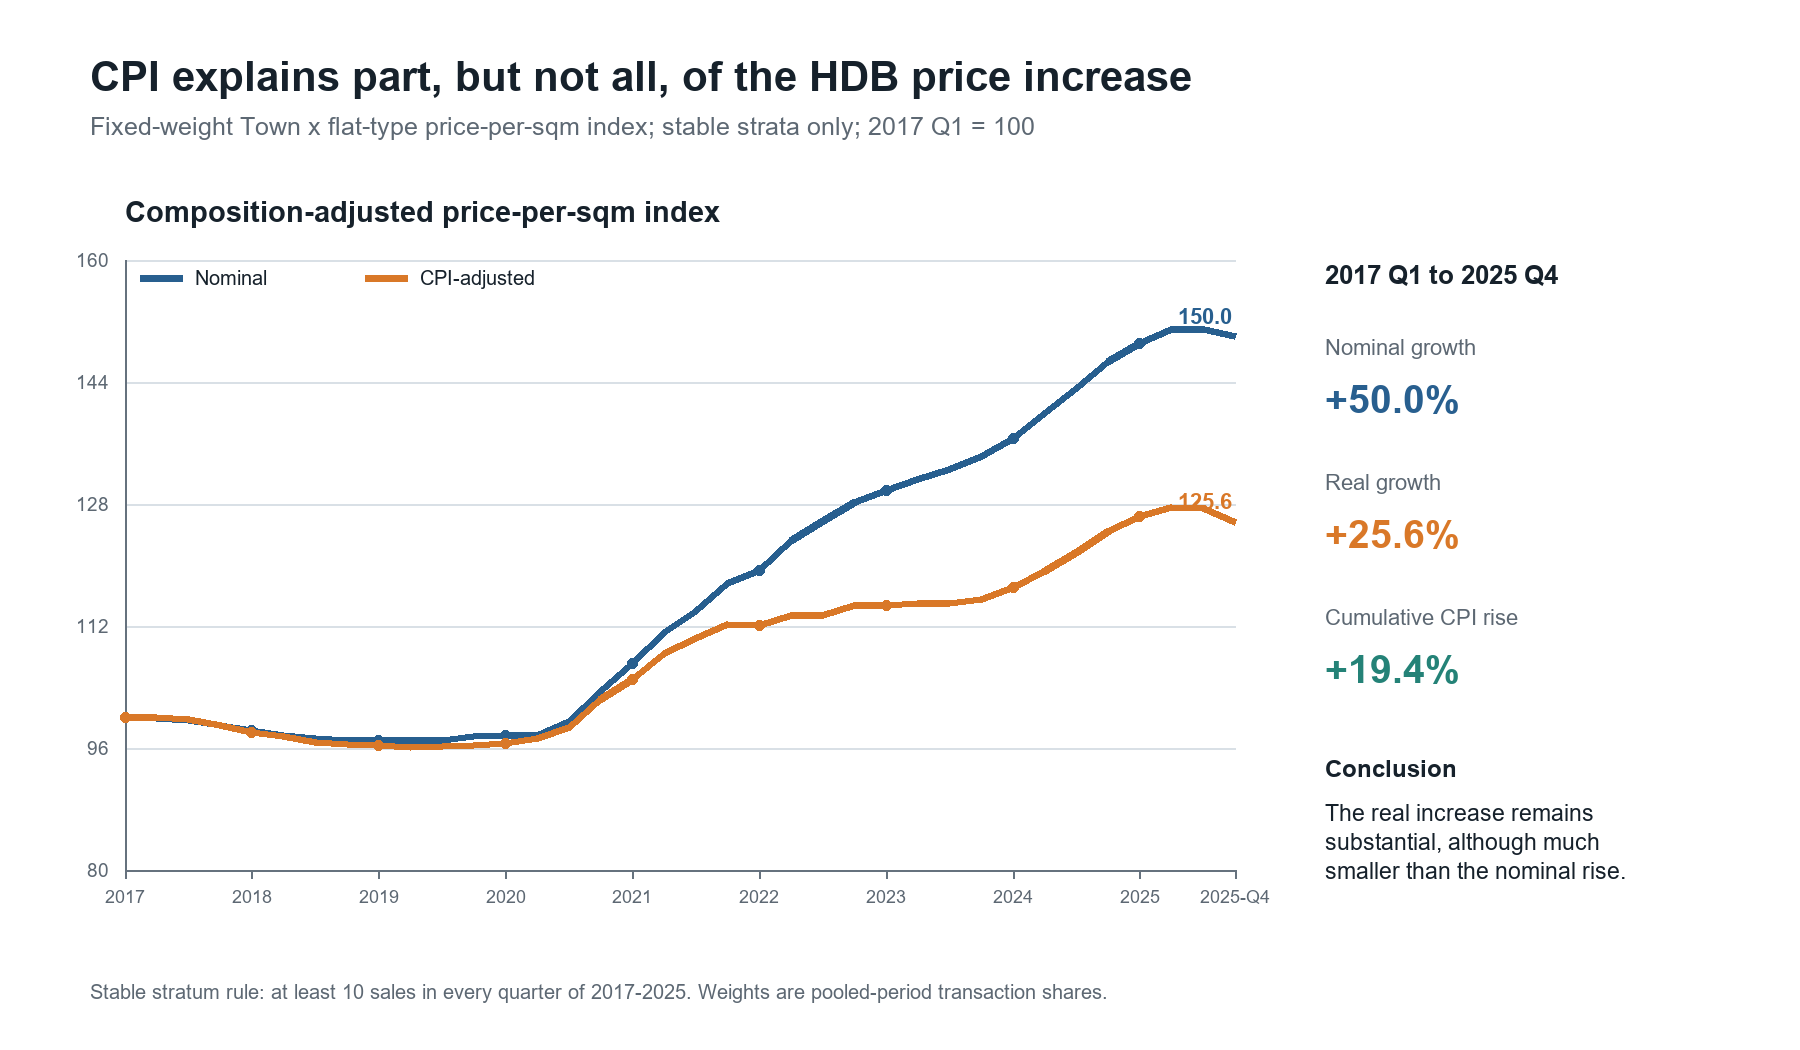 CPI explains part, but not all, of the HDB price increase
Fixed-weight Town x flat-type price-per-sqm index; stable strata only; 2017 Q1 = 100
Composition-adjusted price-per-sqm index
160
Nominal
CPI-adjusted
150.0
144
128
125.6
112
96
80
2017
2018
2019
2020
2021
2022
2023
2024
2025
2025-Q4
2017 Q1 to 2025 Q4
Nominal growth
+50.0%
Real growth
+25.6%
Cumulative CPI rise
+19.4%
Conclusion
The real increase remains
substantial, although much
smaller than the nominal rise.
Stable stratum rule: at least 10 sales in every quarter of 2017-2025. Weights are pooled-period transaction shares.